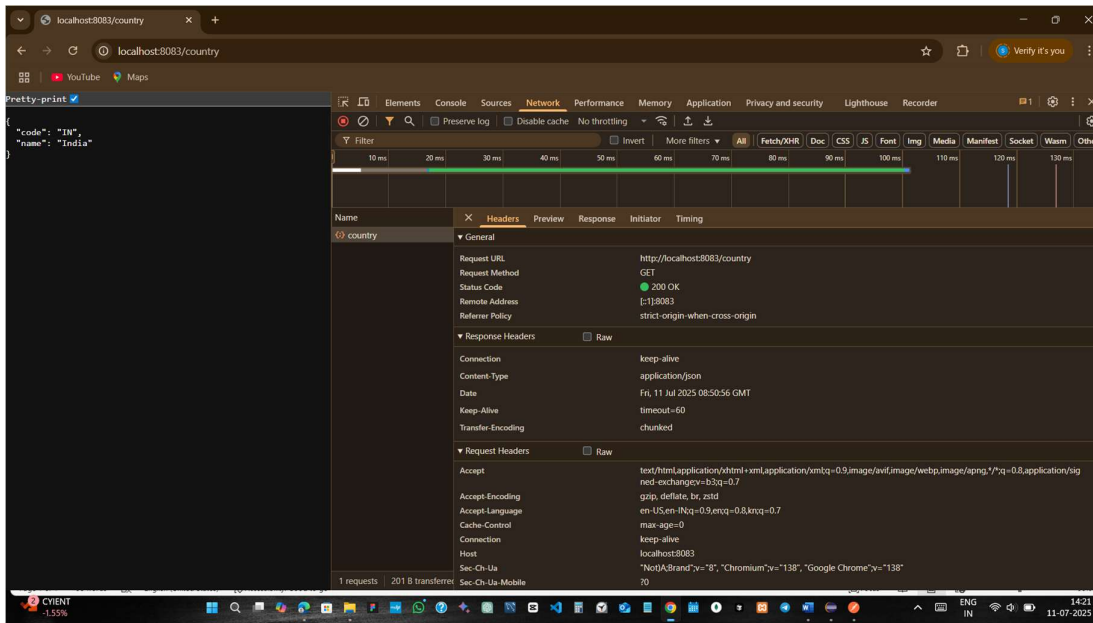 localhost:8083/country
localhost:8083/country
Verify it's you
YouTube
Maps
Pretty-print
{
"code": "IN",
"name": "India"
}
Elements Console Sources Network Performance Memory Application Privacy and security Lighthouse Recorder 1
Preserve log Disable cache No throttling
Filter Invert More filters All Fetch/XHR Doc CSS JS Font Img Media Manifest Socket Wasm Othe
10 ms 20 ms 30 ms 40 ms 50 ms 60 ms 70 ms 80 ms 90 ms 100 ms 110 ms 120 ms 130 ms
Name
country
Headers Preview Response Initiator Timing
General
Request URL http://localhost:8083/country
Request Method GET
Status Code 200 OK
Remote Address [::1]:8083
Referrer Policy strict-origin-when-cross-origin
Response Headers Raw
Connection keep-alive
Content-Type application/json
Date Fri, 11 Jul 2025 08:50:56 GMT
Keep-Alive timeout=60
Transfer-Encoding chunked
Request Headers Raw
Accept text/html,application/xhtml+xml,application/xml;q=0.9,image/avif,image/webp,image/apng,*/*;q=0.8,application/sig
ned-exchange;v=b3;q=0.7
Accept-Encoding gzip, deflate, br, zstd
Accept-Language en-US,en-IN;q=0.9,en;q=0.8,kn;q=0.7
Cache-Control max-age=0
Connection keep-alive
Host localhost:8083
Sec-Ch-Ua "Not)A;Brand";v="8", "Chromium";v="138", "Google Chrome";v="138"
Sec-Ch-Ua-Mobile ?0
1 requests 201 B transferred
2
CYIENT
-1.55%
ENG
IN
14:21
11-07-2025